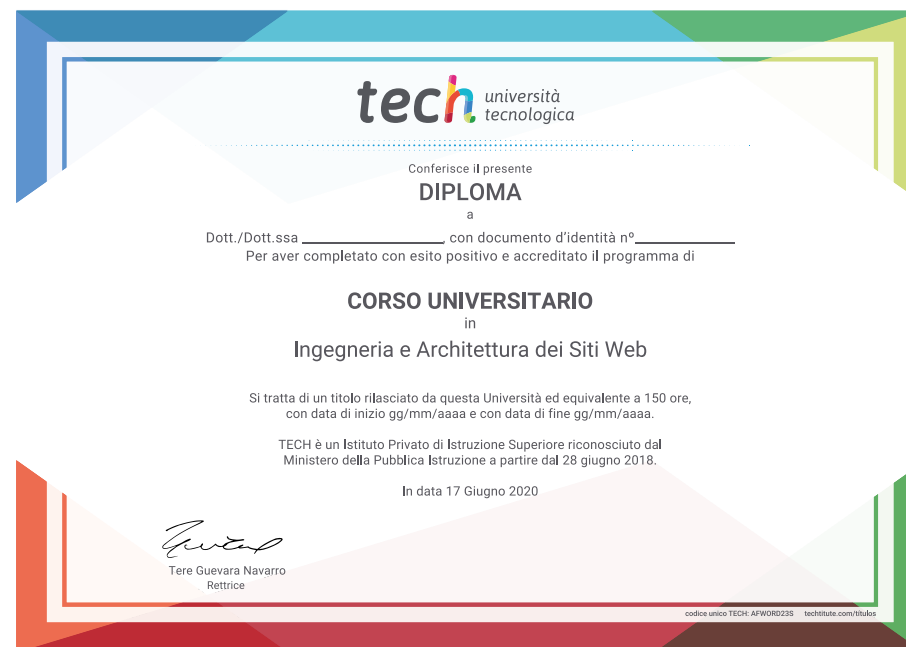 tech università
tecnologica
Conferisce il presente
DIPLOMA
a
Dott./Dott.ssa ____________________, con documento d'identità nº______________
Per aver completato con esito positivo e accreditato il programma di
CORSO UNIVERSITARIO
in
Ingegneria e Architettura dei Siti Web
Si tratta di un titolo rilasciato da questa Università ed equivalente a 150 ore,
con data di inizio gg/mm/aaaa e con data di fine gg/mm/aaaa.
TECH è un Istituto Privato di Istruzione Superiore riconosciuto dal
Ministero della Pubblica Istruzione a partire dal 28 giugno 2018.
In data 17 Giugno 2020
Tere Guevara Navarro
Rettrice
codice unico TECH: AFWORD23S techtitute.com/títulos